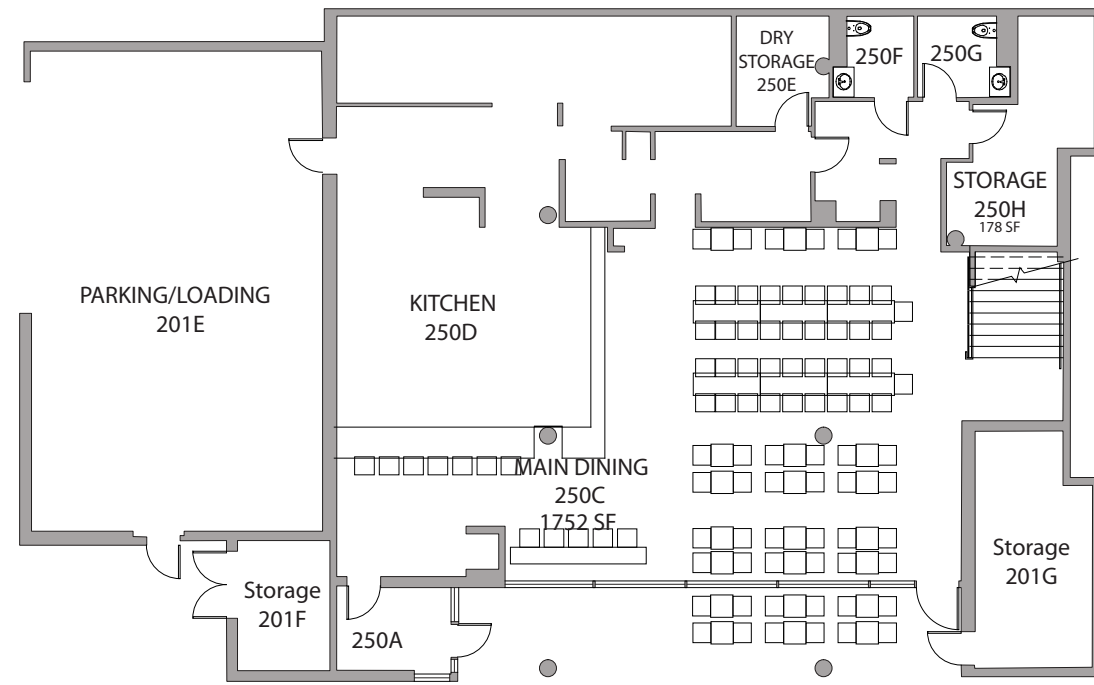 DRY
STORAGE
250E
250F
250G
STORAGE
250H
178 SF
PARKING/LOADING
201E
KITCHEN
250D
MAIN DINING
250C
1752 SF
Storage
201F
250A
Storage
201G